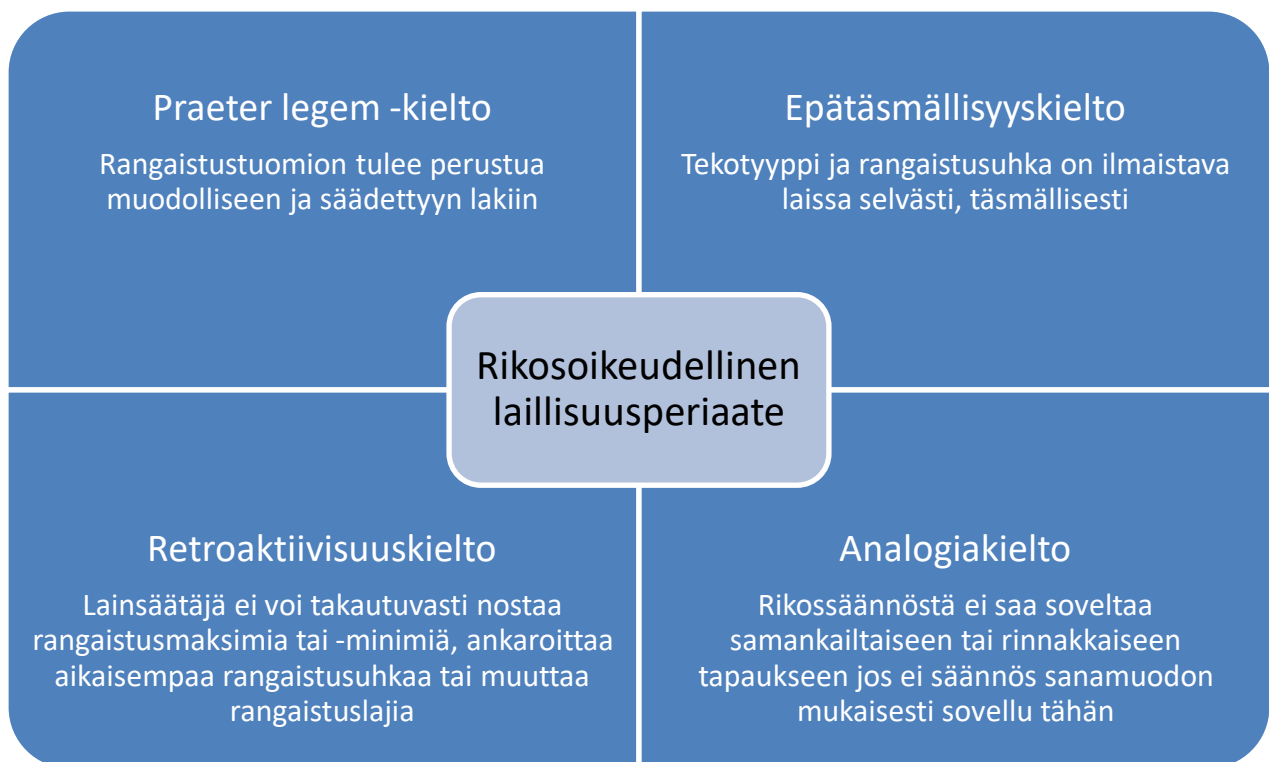 Praeter legem -kielto
Rangaistustuomion tulee perustua
muodolliseen ja säädettyyn lakiin
Epätäsmällisyyskielto
Tekotyyppi ja rangaistusuhka on ilmaistava
laissa selvästi, täsmällisesti
Rikosoikeudellinen
laillisuusperiaate
Retroaktiivisuuskielto
Lainsäätäjä ei voi takautuvasti nostaa
rangaistusmaksimia tai -minimiä, ankaroittaa
aikaisempaa rangaistusuhkaa tai muuttaa
rangaistuslajia
Analogiakielto
Rikossäännöstä ei saa soveltaa
samankailtaiseen tai rinnakkaiseen
tapaukseen jos ei säännös sanamuodon
mukaisesti sovellu tähän